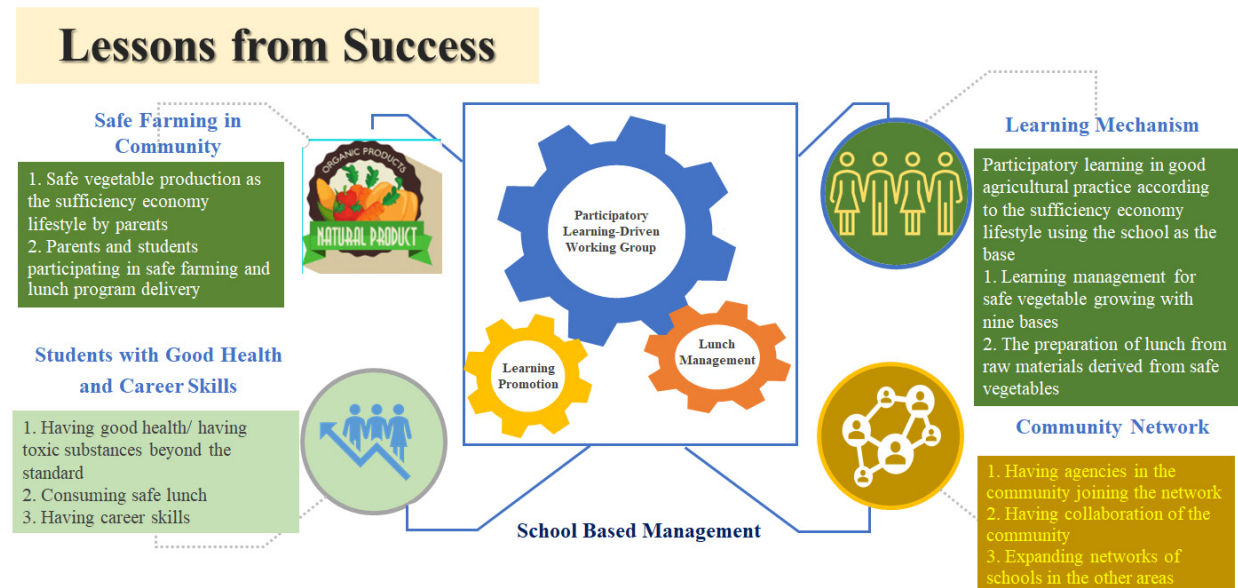 Lessons from Success
Safe Farming in
Community
1. Safe vegetable production as
the sufficiency economy
lifestyle by parents
2. Parents and students
participating in safe farming and
lunch program delivery
ORGANIC PRODUCTS
NATURAL PRODUCT
Students with Good Health
and Career Skills
1. Having good health/ having
toxic substances beyond the
standard
2. Consuming safe lunch
3. Having career skills
Participatory
Learning-Driven
Working Group
Learning
Promotion
Lunch
Management
School Based Management
Learning Mechanism
Participatory learning in good
agricultural practice according
to the sufficiency economy
lifestyle using the school as the
base
1. Learning management for
safe vegetable growing with
nine bases
2. The preparation of lunch from
raw materials derived from safe
vegetables
Community Network
1. Having agencies in the
community joining the network
2. Having collaboration of the
community
3. Expanding networks of
schools in the other areas